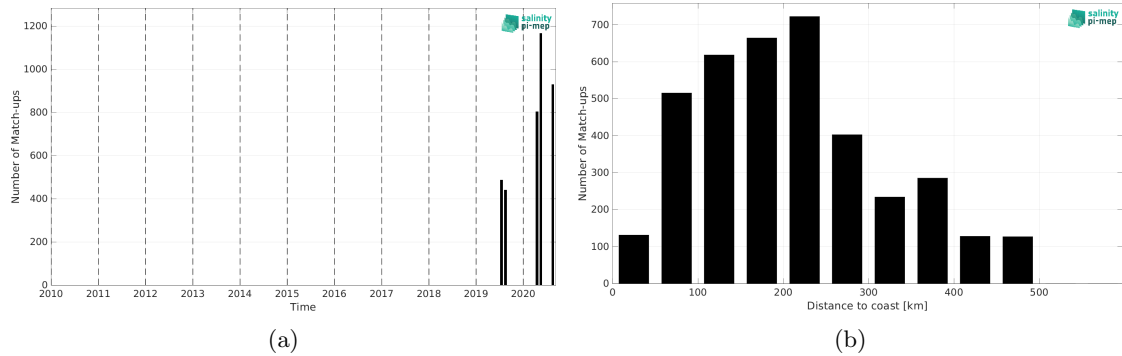 salinity
pi-mep
Number of Match-ups
1200
1000
800
600
400
200
0
2010 2011 2012 2013 2014 2015 2016 2017 2018 2019 2020
Time
(a)
salinity
pi-mep
Number of Match-ups
700
600
500
400
300
200
100
0
0 100 200 300 400 500
Distance to coast [km]
(b)